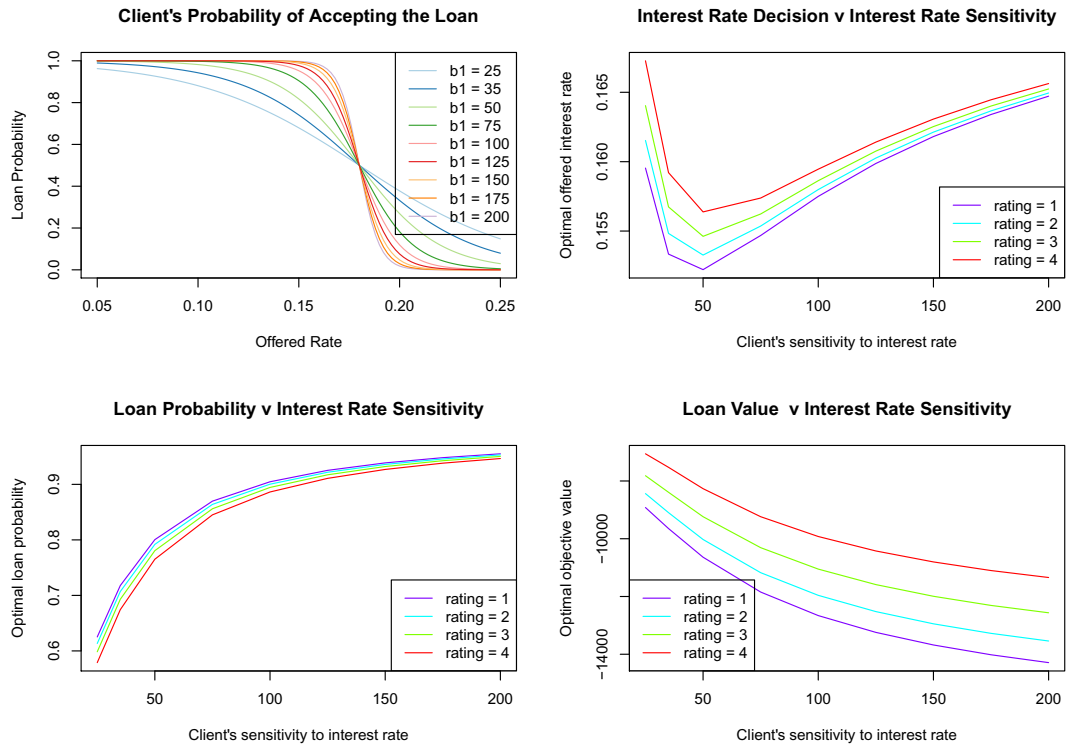 Client's Probability of Accepting the Loan
Loan Probability
1.0
0.8
0.6
0.4
0.2
0.0
b1 = 25
b1 = 35
b1 = 50
b1 = 75
b1 = 100
b1 = 125
b1 = 150
b1 = 175
b1 = 200
0.05 0.10 0.15 0.20 0.25
Offered Rate
Interest Rate Decision v Interest Rate Sensitivity
Optimal offered interest rate
0.165
0.160
0.155
rating = 1
rating = 2
rating = 3
rating = 4
50 100 150 200
Client's sensitivity to interest rate
Loan Probability v Interest Rate Sensitivity
Optimal loan probability
0.9
0.8
0.7
0.6
rating = 1
rating = 2
rating = 3
rating = 4
50 100 150 200
Client's sensitivity to interest rate
Loan Value v Interest Rate Sensitivity
Optimal objective value
-10000
-14000
rating = 1
rating = 2
rating = 3
rating = 4
50 100 150 200
Client's sensitivity to interest rate